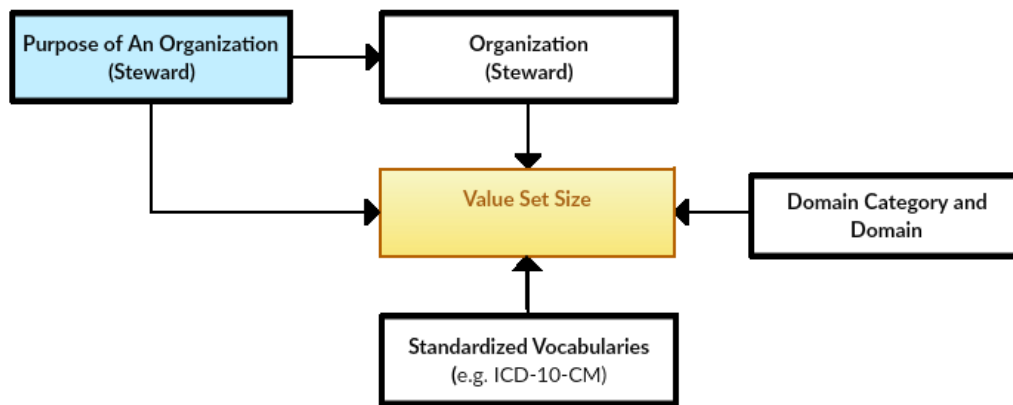 Purpose of An Organization
(Steward)
Organization
(Steward)
Value Set Size
Domain Category and
Domain
Standardized Vocabularies
(e.g. ICD-10-CM)